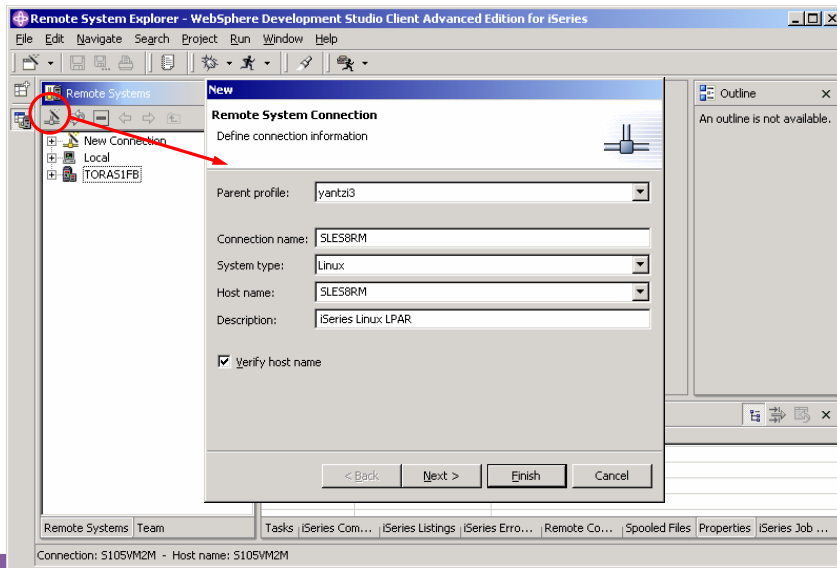 Remote System Explorer - WebSphere Development Studio Client Advanced Edition for iSeries
File Edit Navigate Search Project Run Window Help
Remote Systems
New Connection
Local
TORAS1FB
New
Remote System Connection
Define connection information
Parent profile: yantzi3
Connection name: SLES8RM
System type: Linux
Host name: SLES8RM
Description: iSeries Linux LPAR
Verify host name
< Back Next > Finish Cancel
Outline
An outline is not available.
Remote Systems Team
Tasks iSeries Com... iSeries Listings iSeries Erro... Remote Co... Spooled Files Properties iSeries Job ...
Connection: S105VM2M - Host name: S105VM2M